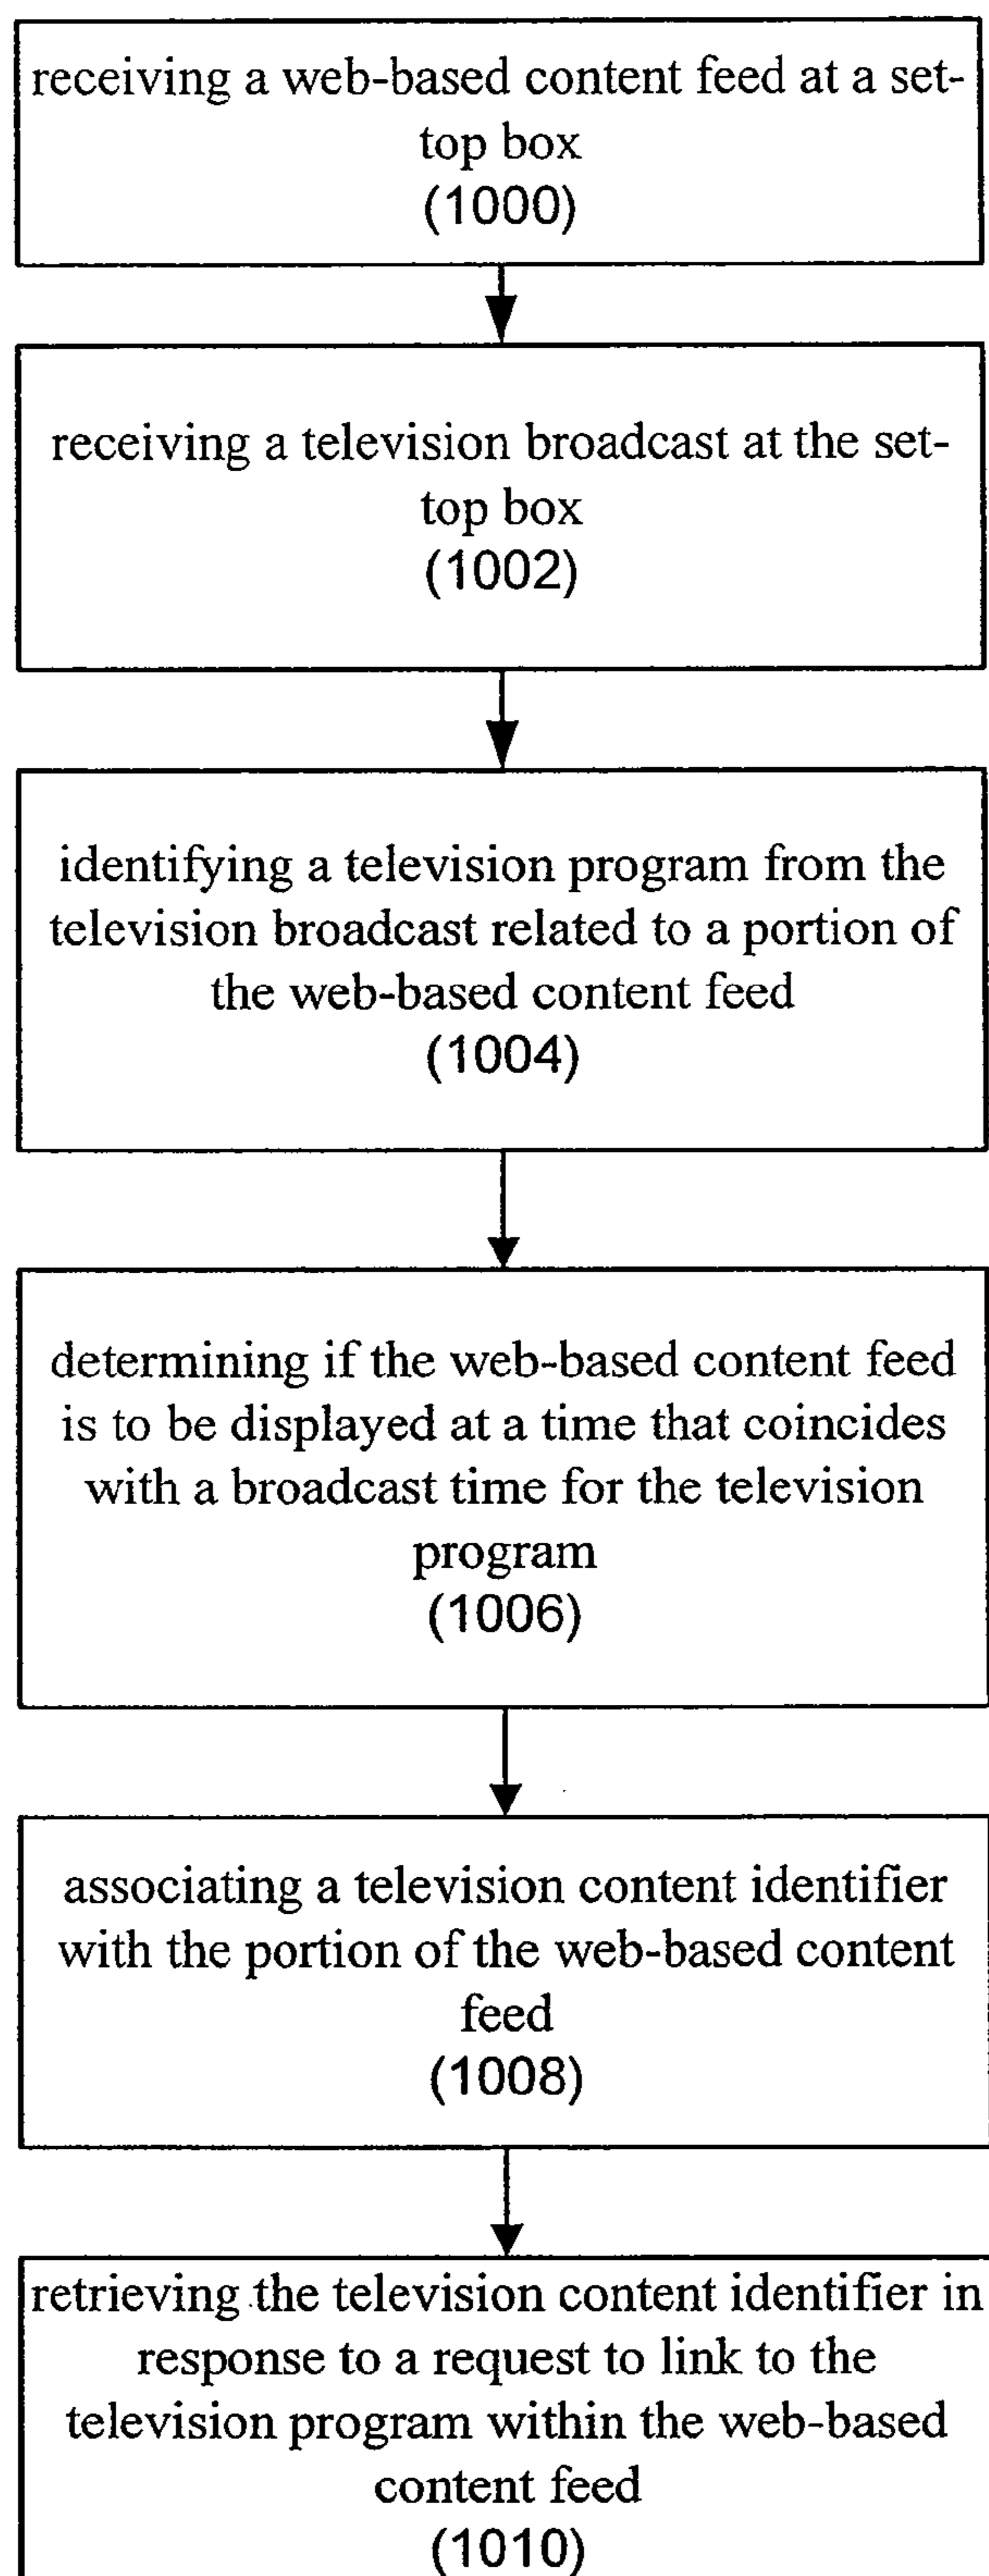 receiving a web-based content feed at a set-
top box
(1000)
receiving a television broadcast at the set-
top box
(1002)
identifying a television program from the
television broadcast related to a portion of
the web-based content feed
(1004)
determining if the web-based content feed
is to be displayed at a time that coincides
with a broadcast time for the television
program
(1006)
associating a television content identifier
with the portion of the web-based content
feed
(1008)
retrieving the television content identifier in
response to a request to link to the
television program within the web-based
content feed
(1010)